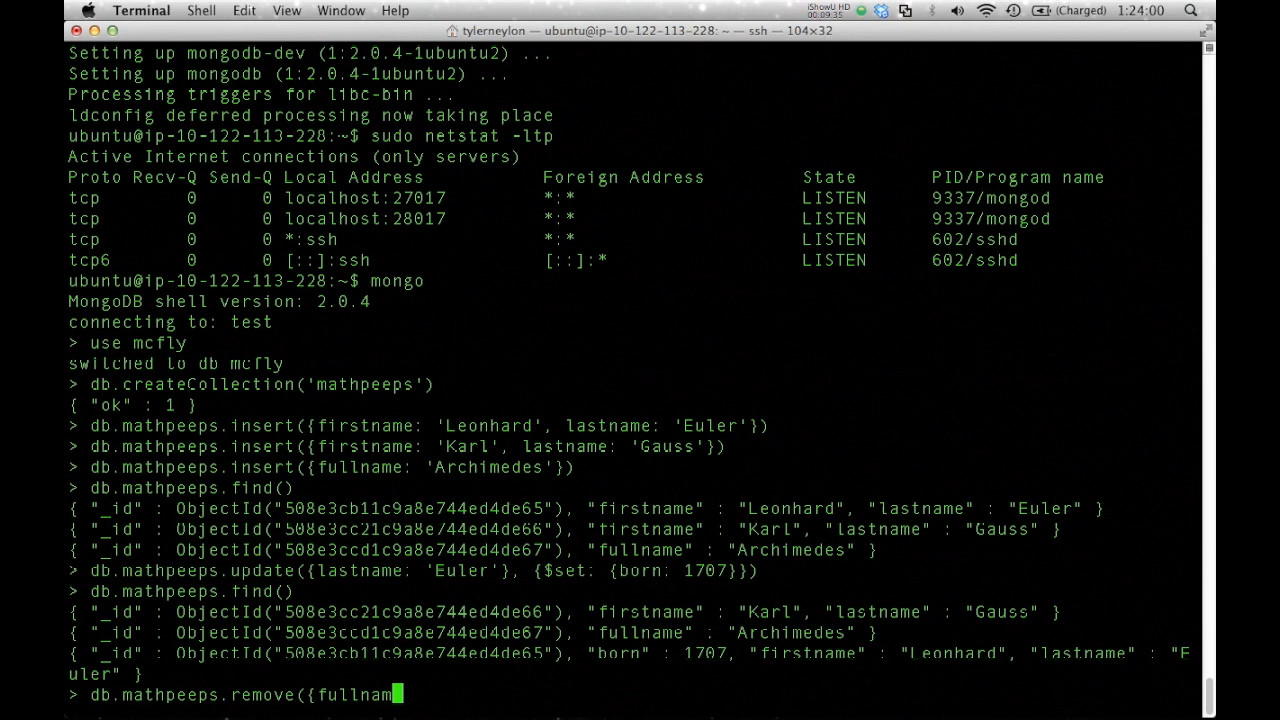 Terminal Shell Edit View Window Help iShowU HD 00:09:35 (Charged) 1:24:00
tylerneylon — ubuntu@ip-10-122-113-228: ~ — ssh — 104×32
Setting up mongodb-dev (1:2.0.4-1ubuntu2) ...
Setting up mongodb (1:2.0.4-1ubuntu2) ...
Processing triggers for libc-bin ...
ldconfig deferred processing now taking place
ubuntu@ip-10-122-113-228:~$ sudo netstat -ltp
Active Internet connections (only servers)
Proto Recv-Q Send-Q Local Address Foreign Address State PID/Program name
tcp 0 0 localhost:27017 *:* LISTEN 9337/mongod
tcp 0 0 localhost:28017 *:* LISTEN 9337/mongod
tcp 0 0 *:ssh *:* LISTEN 602/sshd
tcp6 0 0 [::]:ssh [::]:* LISTEN 602/sshd
ubuntu@ip-10-122-113-228:~$ mongo
MongoDB shell version: 2.0.4
connecting to: test
> use mcfly
switched to db mcfly
> db.createCollection('mathpeeps')
{ "ok" : 1 }
> db.mathpeeps.insert({firstname: 'Leonhard', lastname: 'Euler'})
> db.mathpeeps.insert({firstname: 'Karl', lastname: 'Gauss'})
> db.mathpeeps.insert({fullname: 'Archimedes'})
> db.mathpeeps.find()
{ "_id" : ObjectId("508e3cb11c9a8e744ed4de65"), "firstname" : "Leonhard", "lastname" : "Euler" }
{ "_id" : ObjectId("508e3cc21c9a8e744ed4de66"), "firstname" : "Karl", "lastname" : "Gauss" }
{ "_id" : ObjectId("508e3ccd1c9a8e744ed4de67"), "fullname" : "Archimedes" }
> db.mathpeeps.update({lastname: 'Euler'}, {$set: {born: 1707}})
> db.mathpeeps.find()
{ "_id" : ObjectId("508e3cc21c9a8e744ed4de66"), "firstname" : "Karl", "lastname" : "Gauss" }
{ "_id" : ObjectId("508e3ccd1c9a8e744ed4de67"), "fullname" : "Archimedes" }
{ "_id" : ObjectId("508e3cb11c9a8e744ed4de65"), "born" : 1707, "firstname" : "Leonhard", "lastname" : "E
uler" }
> db.mathpeeps.remove({fullnam